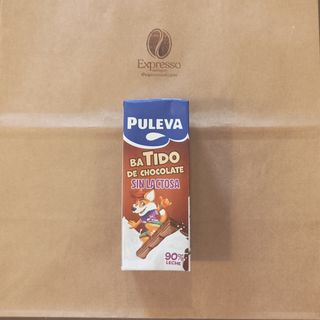 Expresso
PULEVA
BaTIDO
DE CHOCOLATE
SIN LACTOSA
90%
LECHE